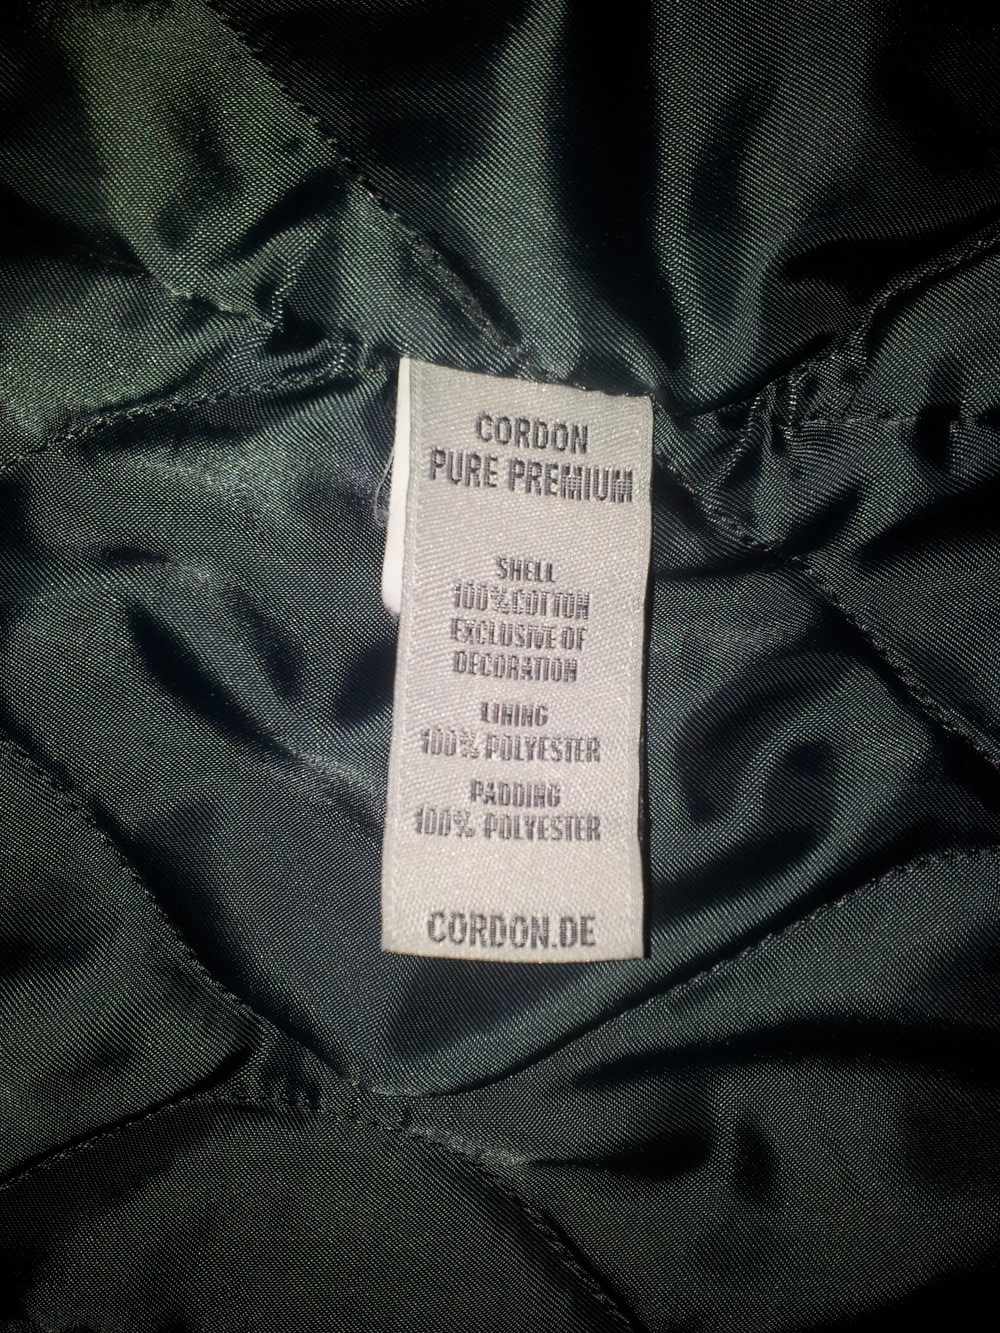 CORDON
PURE PREMIUM
SHELL
100%COTTON
EXCLUSIVE OF
DECORATION
LINING
100% POLYESTER
PADDING
100% POLYESTER
CORDON.DE